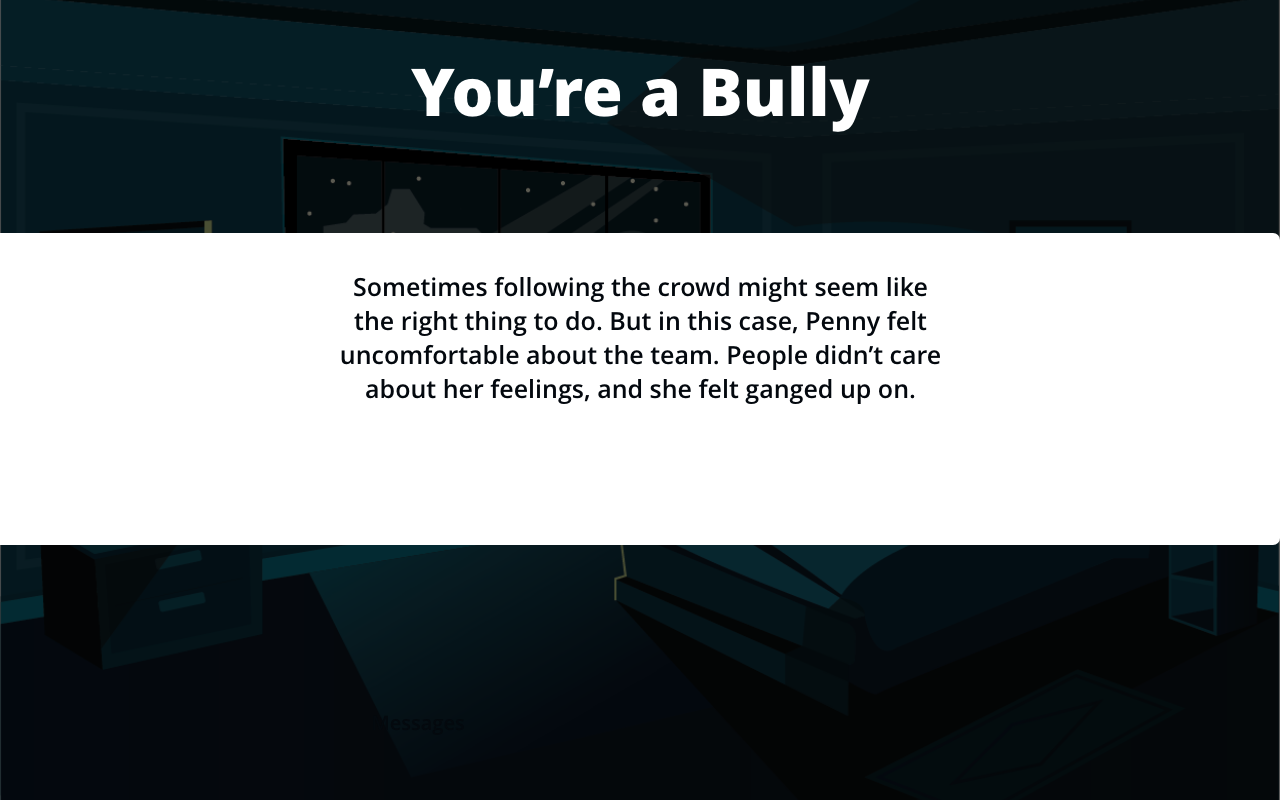 You’re a Bully
Sometimes following the crowd might seem like
the right thing to do. But in this case, Penny felt
uncomfortable about the team. People didn’t care
about her feelings, and she felt ganged up on.
Messages